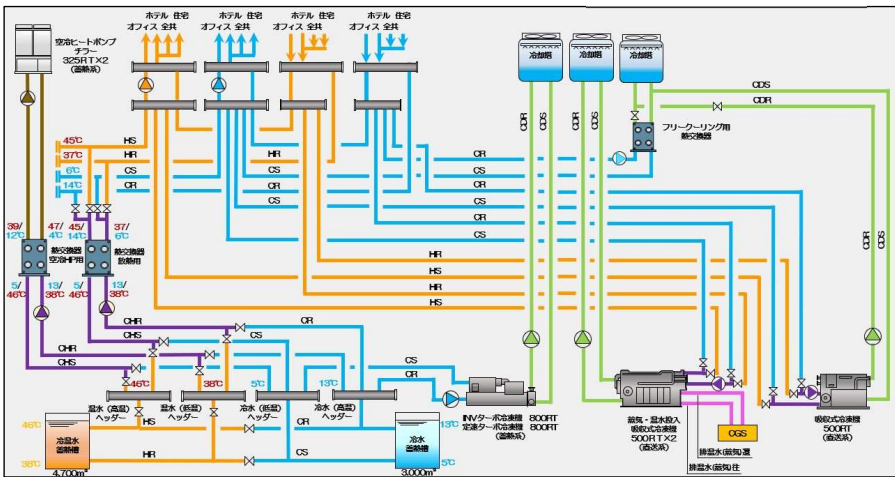 ホテル 住宅
オフィス 全共
ホテル 住宅
オフィス 全共
ホテル 住宅
オフィス 全共
ホテル 住宅
オフィス 全共
空冷ヒートポンプ
チラー
325RT×2
(蓄熱系)
冷却塔
冷却塔
冷却塔
CDR
CDS
CDR
CDS
CDS
CDR
フリークーリング用
熱交換器
45℃
HS
37℃
HR
HR
6℃
CS
CS
14℃
CR
CR
CR
CR
CS
CR
CS
CDR
CDS
39/
12℃
47/
4℃
45/
14℃
37/
6℃
熱交換器
空冷HP用
熱交換器
放熱用
5/
46℃
13/
38℃
5/
46℃
13/
38℃
HR
HS
HR
HS
CHR
CR
CHS
CS
CHR
CHS
CS
CR
46℃
38℃
5℃
13℃
温水(高温)
ヘッダー
温水(低温)
ヘッダー
冷水(低温)
ヘッダー
冷水(高温)
ヘッダー
46℃
HS
CR
13℃
冷温水
蓄熱槽
冷水
蓄熱槽
38℃
HR
CS
5℃
4.700m³
3.000m³
INVターボ冷凍機 800RT
定速ターボ冷凍機 800RT
(蓄熱系)
蒸気・温水投入
吸収式冷凍機
500RT×2
(直送系)
CGS
排温水(蒸気)還
排温水(蒸気)往
吸収式冷凍機
500RT
(直送系)